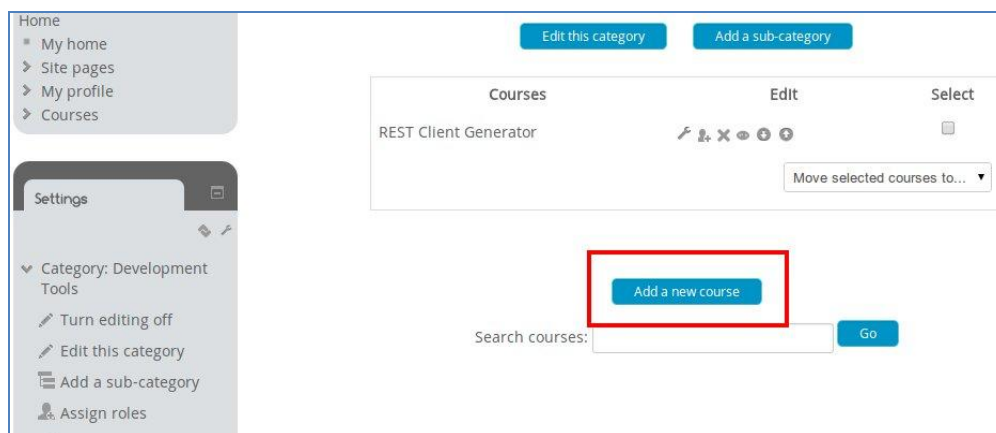 Home
My home
Site pages
My profile
Courses
Settings
Category: Development
Tools
Turn editing off
Edit this category
Add a sub-category
Assign roles
Edit this category Add a sub-category
Courses Edit Select
REST Client Generator
Move selected courses to...
Add a new course
Search courses: Go